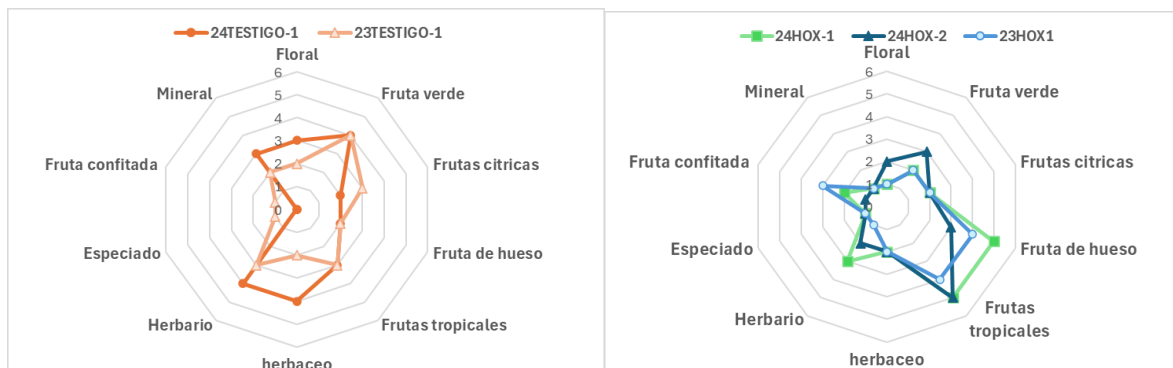 24TESTIGO-1 23TESTIGO-1
Floral
6
5
4
3
2
1
0
Fruta verde
Frutas citricas
Fruta de hueso
Frutas tropicales
herbaceo
Herbario
Especiado
Fruta confitada
Mineral
24HOX-1 24HOX-2 23HOX1
Floral
6
5
4
3
2
1
Fruta verde
Frutas citricas
Fruta de hueso
Frutas
tropicales
herbaceo
Herbario
Especiado
Fruta confitada
Mineral